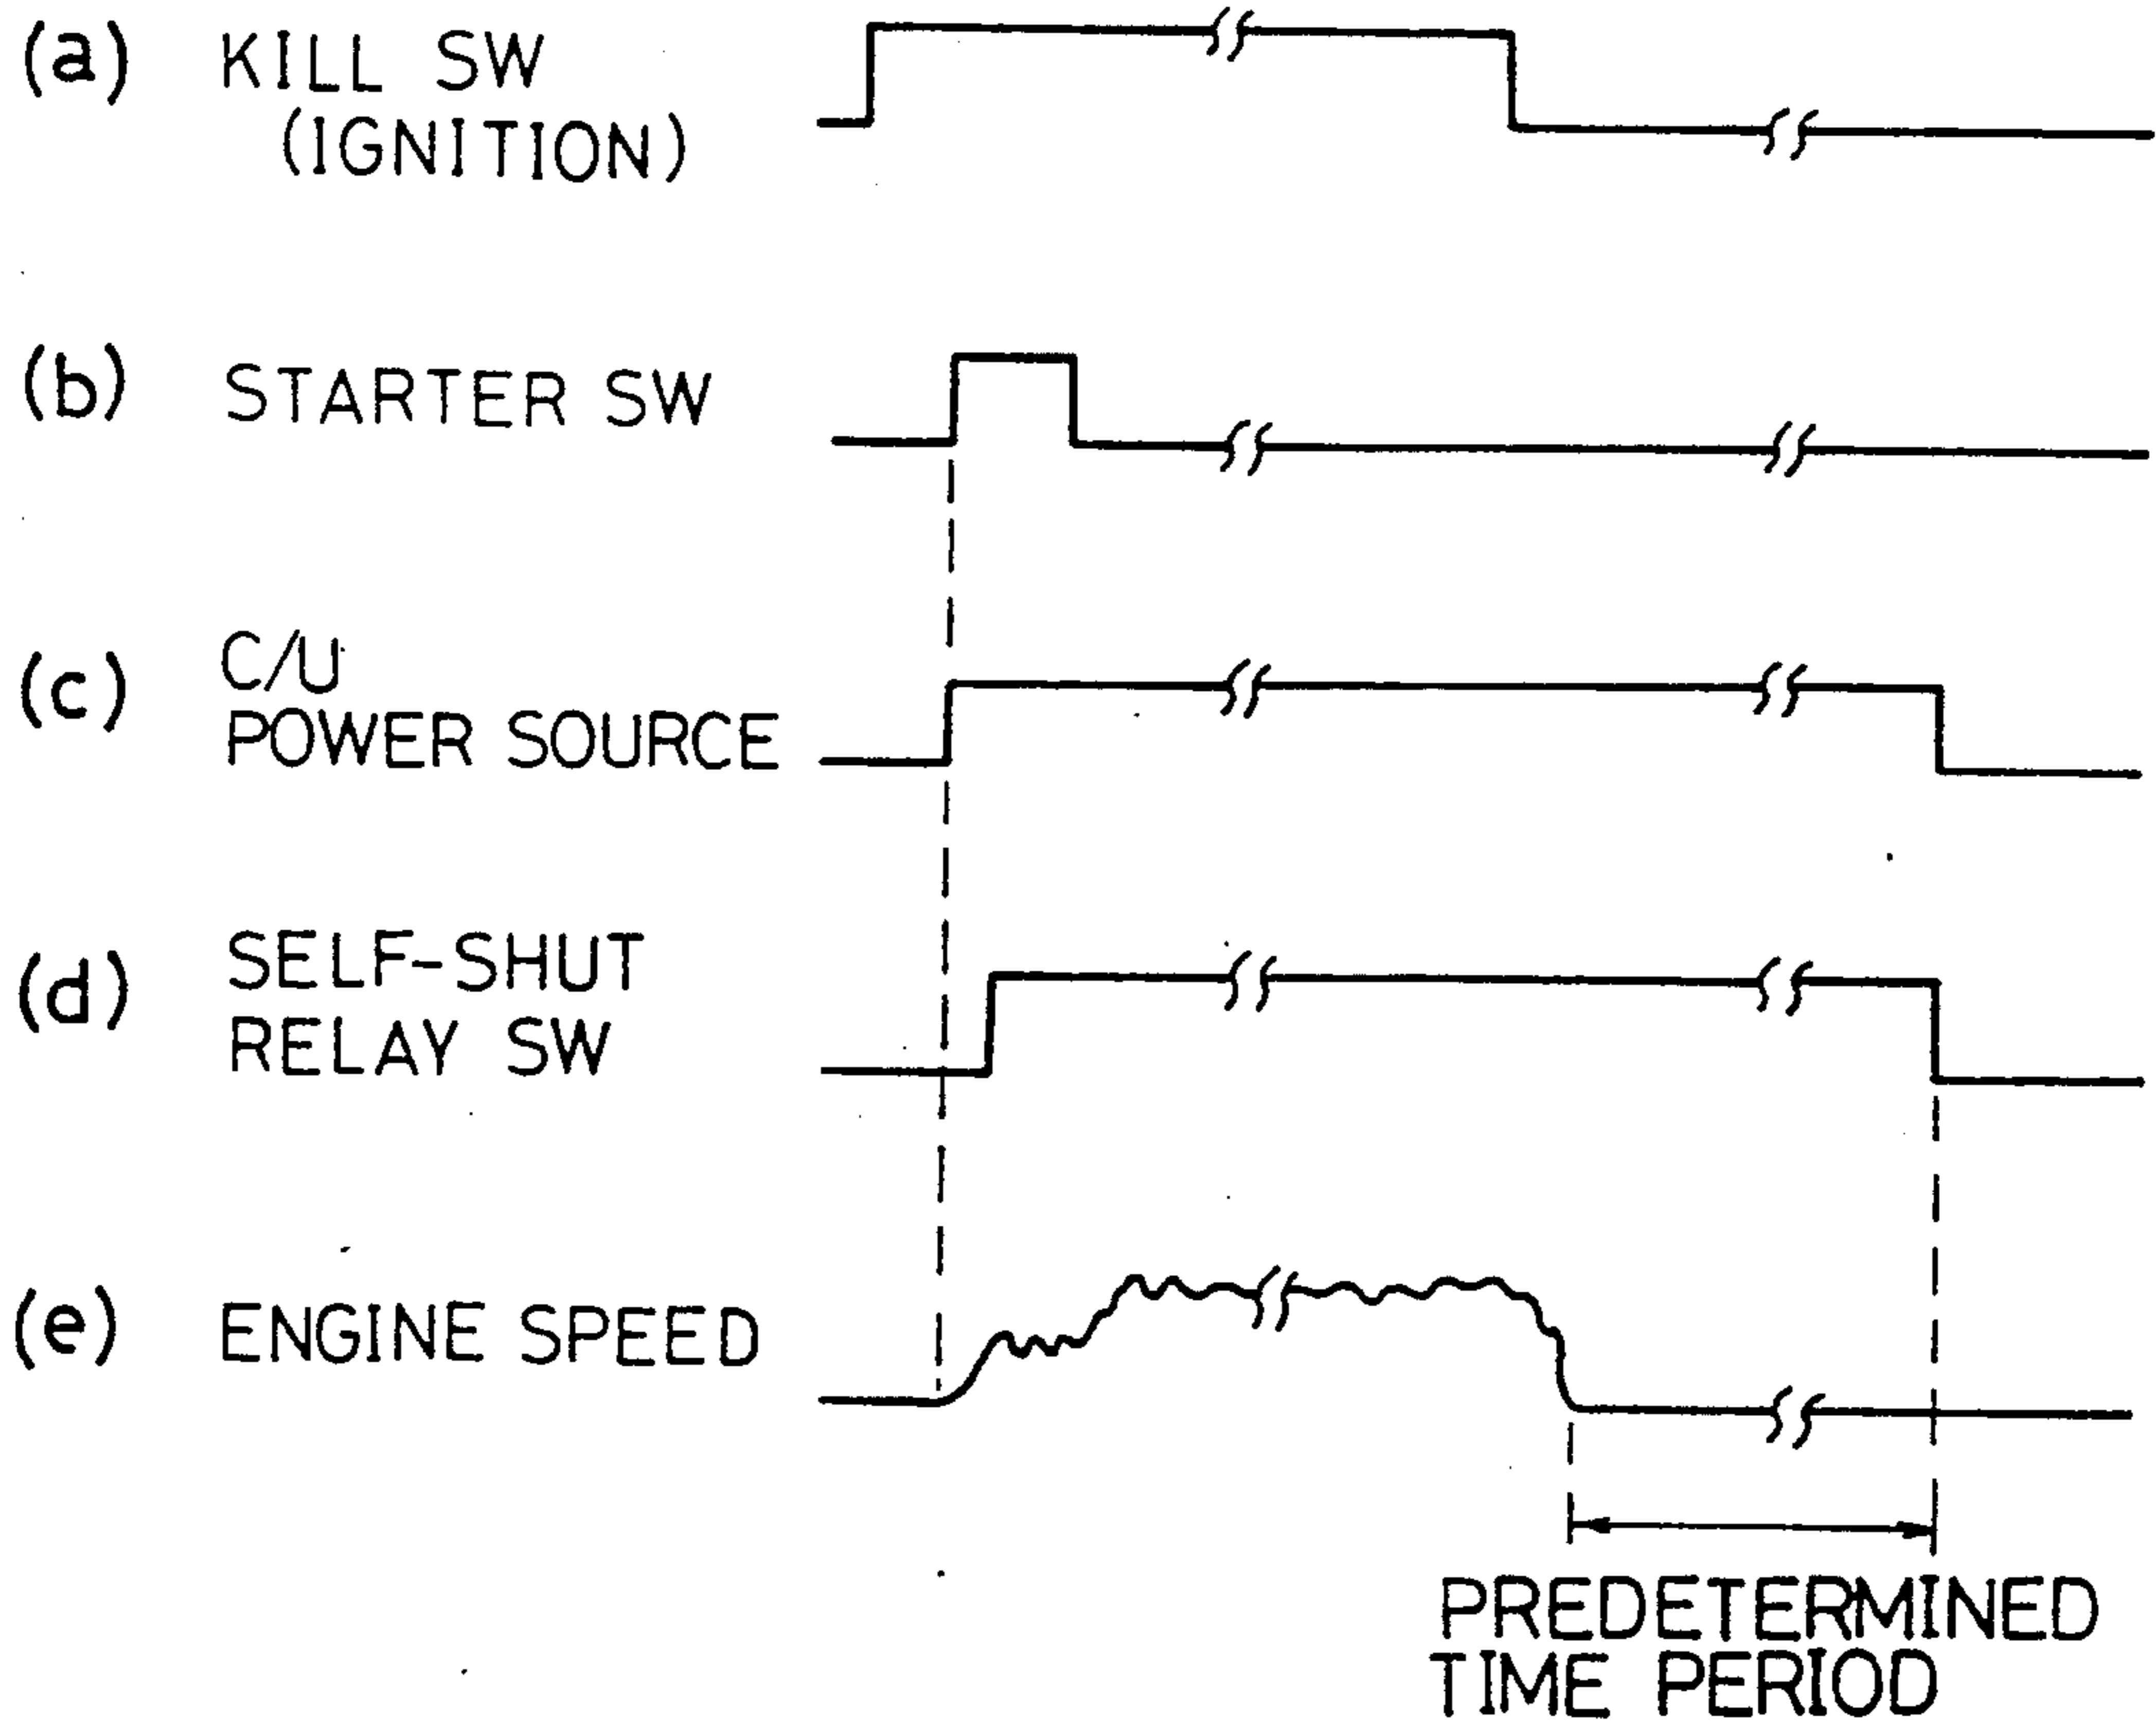 (a) KILL SW
(IGNITION)
(b) STARTER SW
(c) C/U
POWER SOURCE
(d) SELF-SHUT
RELAY SW
(e) ENGINE SPEED
PREDETERMINED
TIME PERIOD